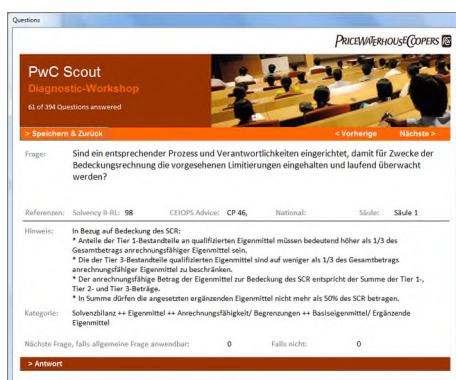 Questions
PRICEWATERHOUSECOOPERS
PwC Scout
Diagnostic-Workshop
61 of 394 Questions answered
> Speichern & Zurück < Vorherige Nächste >
Frage: Sind ein entsprechender Prozess und Verantwortlichkeiten eingerichtet, damit für Zwecke der
Bedeckungsrechnung die vorgesehenen Limitierungen eingehalten und laufend überwacht
werden?
Referenzen: Solvency II-RL: 98 CEIOPS Advice: CP 46, National: Säule: Säule 1
Hinweis: In Bezug auf Bedeckung des SCR:
* Anteile der Tier 1-Bestandteile an qualifizierten Eigenmittel müssen bedeutend höher als 1/3 des
Gesamtbetrags anrechnungsfähiger Eigenmittel sein.
* Die der Tier 3-Bestandteile qualifizierten Eigenmittel sind auf weniger als 1/3 des Gesamtbetrags
anrechnungsfähiger Eigenmittel zu beschränken.
* Der anrechnungsfähige Betrag der Eigenmittel zur Bedeckung des SCR entspricht der Summe der Tier 1-,
Tier 2- und Tier 3-Beträge.
* In Summe dürfen die angesetzten ergänzenden Eigenmittel nicht mehr als 50% des SCR betragen.
Kategorie: Solvenzbilanz ++ Eigenmittel ++ Anrechnungsfähigkeit/ Begrenzungen ++ Basiseigenmittel/ Ergänzende
Eigenmittel
Nächste Frage, falls allgemeine Frage anwendbar: 0 Falls nicht: 0
> Antwort